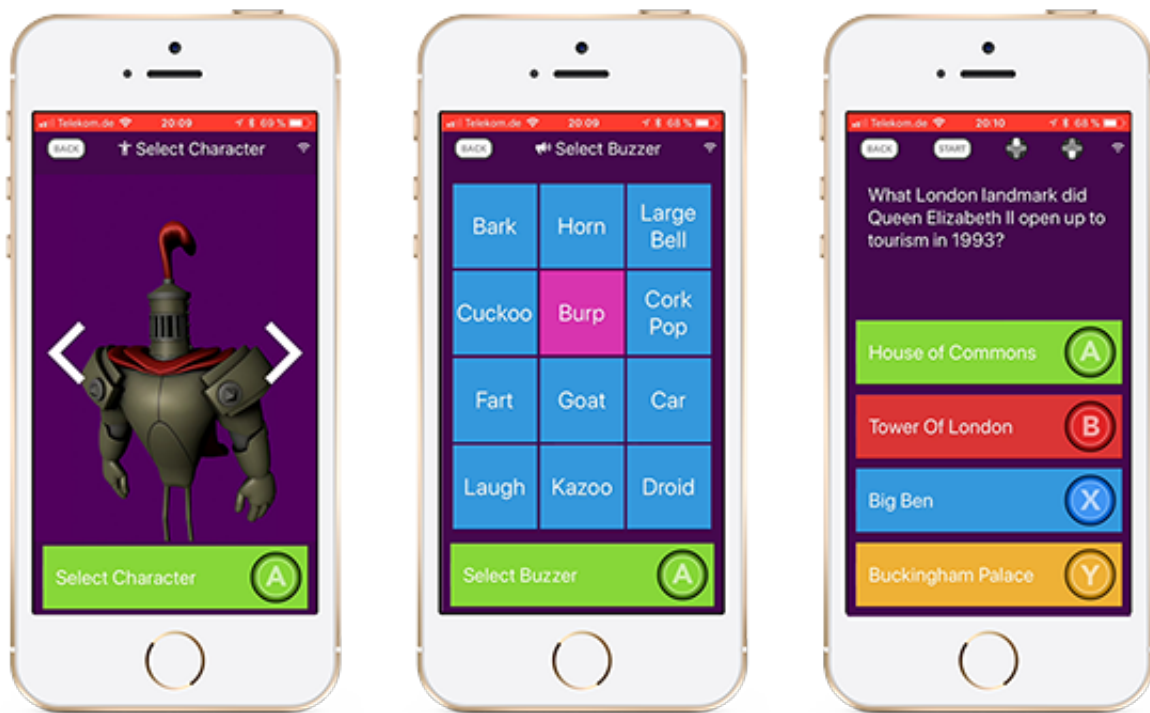 Telekom.de 20:09 69 %
BACK Select Character
Select Character A
Telekom.de 20:09 68 %
BACK Select Buzzer
Bark Horn Large Bell
Cuckoo Burp Cork Pop
Fart Goat Car
Laugh Kazoo Droid
Select Buzzer A
Telekom.de 20:10 68 %
BACK START
What London landmark did
Queen Elizabeth II open up to
tourism in 1993?
House of Commons A
Tower Of London B
Big Ben X
Buckingham Palace Y